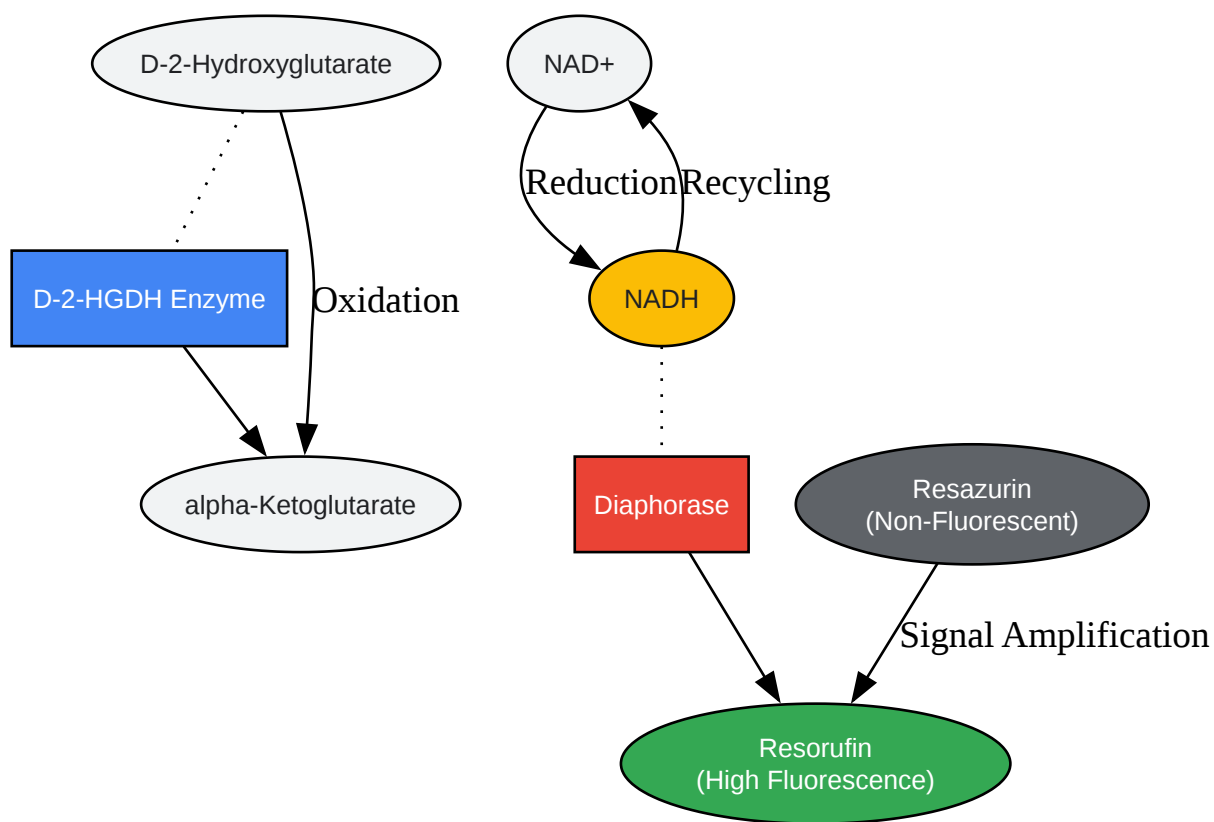 D-2-Hydroxyglutarate
NAD+
Reduction
Recycling
D-2-HGDH Enzyme
Oxidation
NADH
alpha-Ketoglutarate
Diaphorase
Resazurin
(Non-Fluorescent)
Signal Amplification
Resorufin
(High Fluorescence)